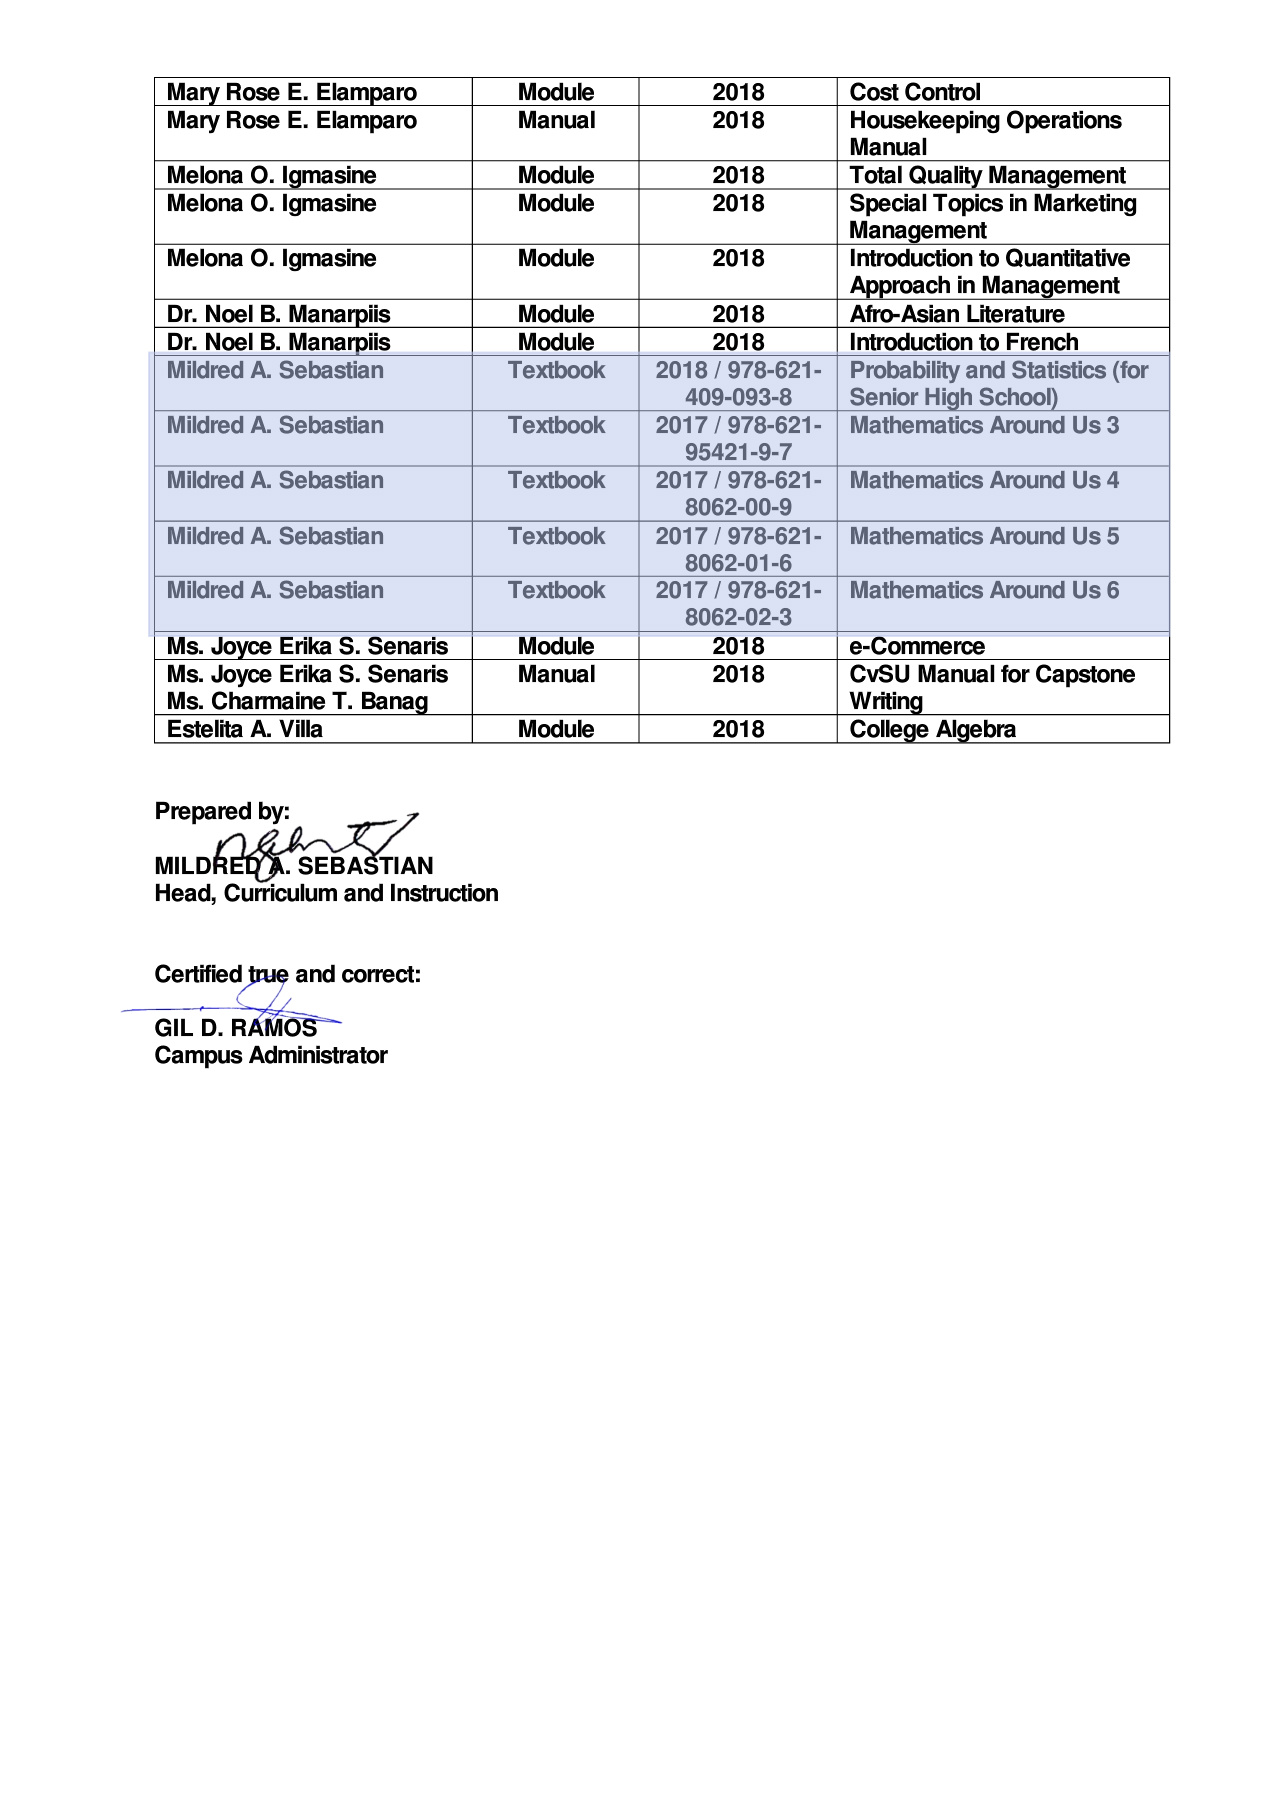 Mary Rose E. Elamparo Module 2018 Cost Control
Mary Rose E. Elamparo Manual 2018 Housekeeping Operations
Manual
Melona O. Igmasine Module 2018 Total Quality Management
Melona O. Igmasine Module 2018 Special Topics in Marketing
Management
Melona O. Igmasine Module 2018 Introduction to Quantitative
Approach in Management
Dr. Noel B. Manarpiis Module 2018 Afro-Asian Literature
Dr. Noel B. Manarpiis Module 2018 Introduction to French
Mildred A. Sebastian Textbook 2018 / 978-621- Probability and Statistics (for
409-093-8 Senior High School)
Mildred A. Sebastian Textbook 2017 / 978-621- Mathematics Around Us 3
95421-9-7
Mildred A. Sebastian Textbook 2017 / 978-621- Mathematics Around Us 4
8062-00-9
Mildred A. Sebastian Textbook 2017 / 978-621- Mathematics Around Us 5
8062-01-6
Mildred A. Sebastian Textbook 2017 / 978-621- Mathematics Around Us 6
8062-02-3
Ms. Joyce Erika S. Senaris Module 2018 e-Commerce
Ms. Joyce Erika S. Senaris Manual 2018 CvSU Manual for Capstone
Ms. Charmaine T. Banag Writing
Estelita A. Villa Module 2018 College Algebra
Prepared by:
MILDRED A. SEBASTIAN
Head, Curriculum and Instruction
Certified true and correct:
GIL D. RAMOS
Campus Administrator